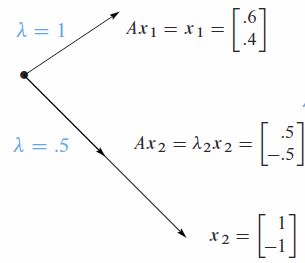 λ = 1
Ax₁ = x₁ = [.6 .4]
λ = .5
Ax₂ = λ₂x₂ = [.5 −.5]
x₂ = [1 −1]